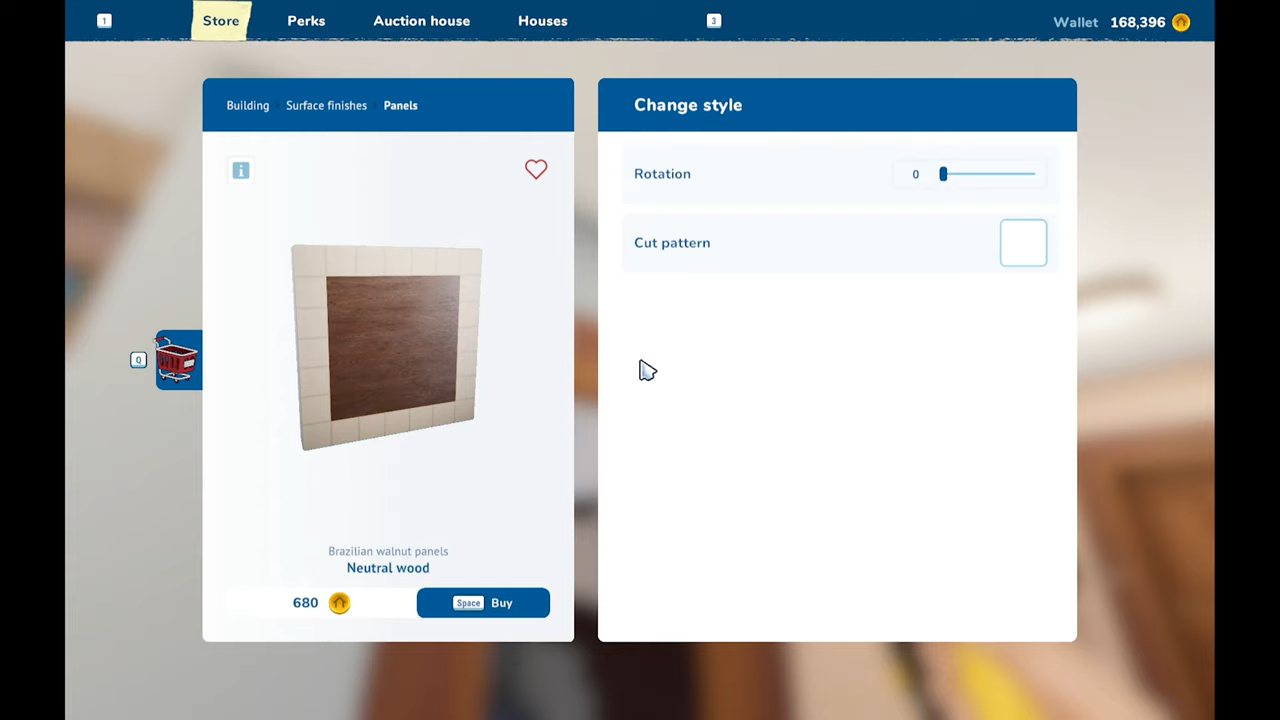 1 Store Perks Auction house Houses 3 Wallet 168,396
Building Surface finishes Panels
Change style
i
Rotation 0
Cut pattern
Q
Brazilian walnut panels
Neutral wood
680 Space Buy